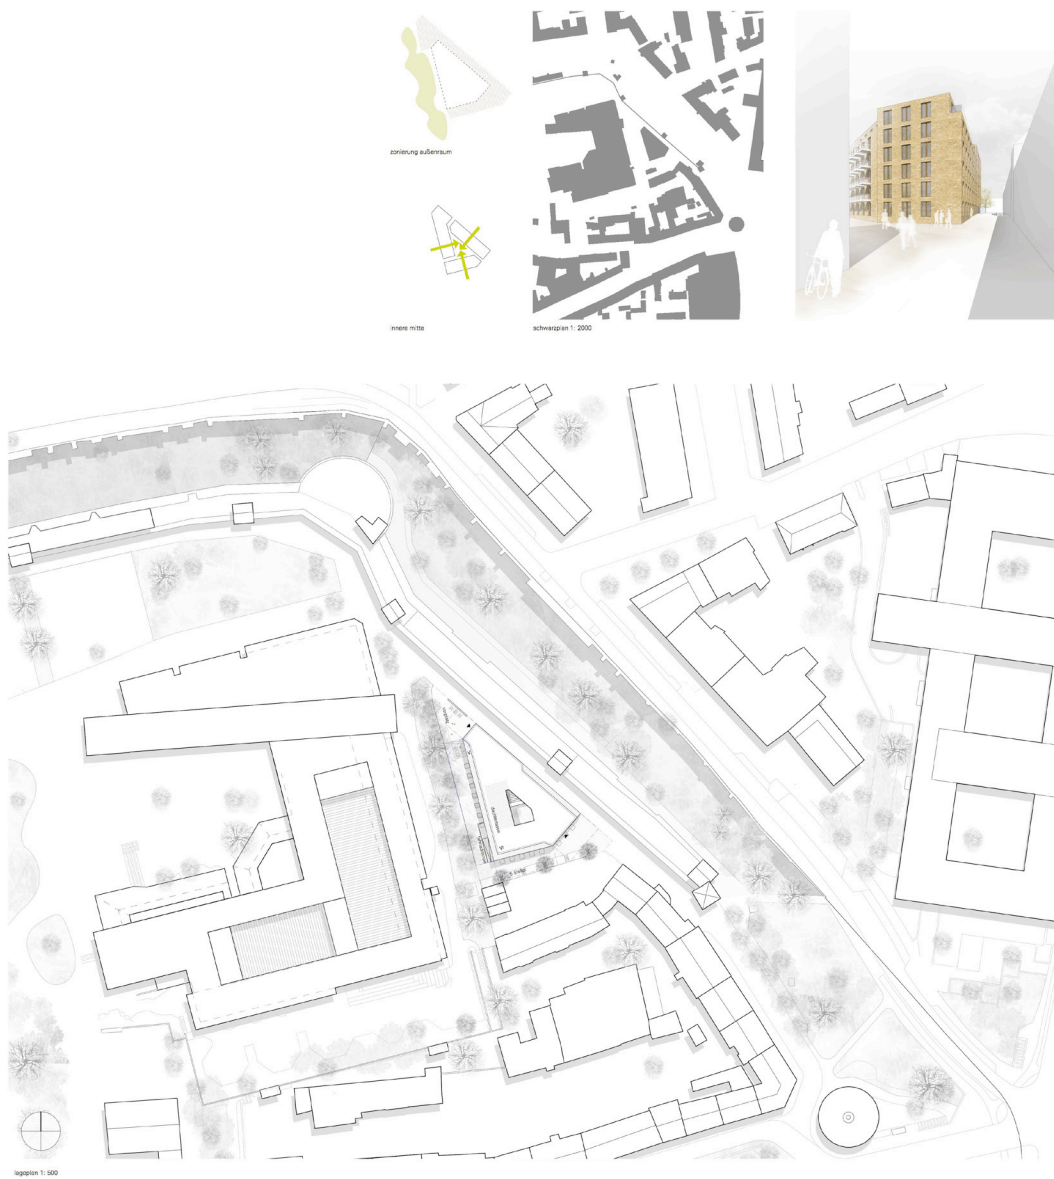 zonierung außenraum
innere mitte
schwarzplan 1: 2000
lageplan 1: 500